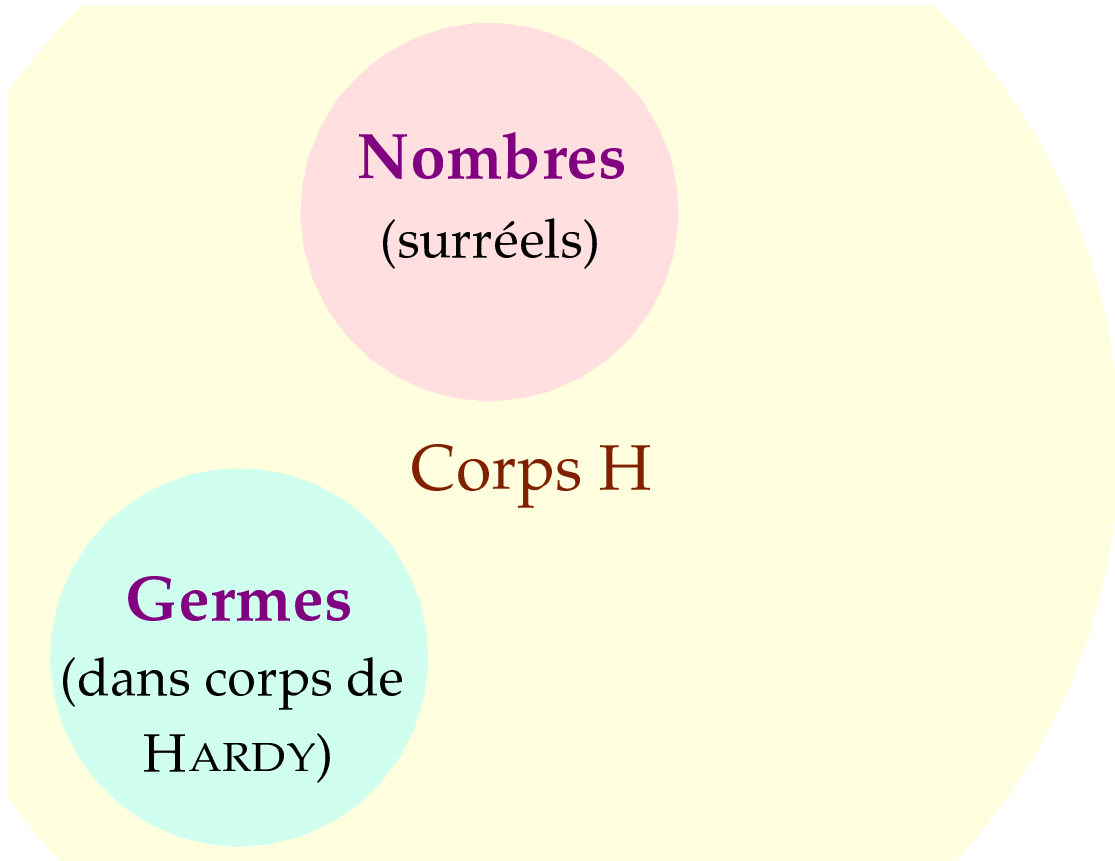 Nombres
(surréels)
Corps H
Germes
(dans corps de
HARDY)